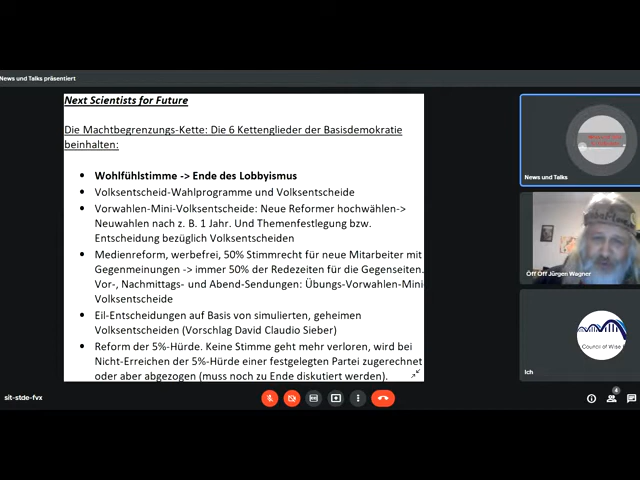 News und Talks präsentiert
Next Scientists for Future
Die Machtbegrenzungs-Kette: Die 6 Kettenglieder der Basisdemokratie
beinhalten:
Wohlfühlstimme -> Ende des Lobbyismus
Volksentscheid-Wahlprogramme und Volksentscheide
Vorwahlen-Mini-Volksentscheide: Neue Reformer hochwählen->
Neuwahlen nach z. B. 1 Jahr. Und Themenfestlegung bzw.
Entscheidung bezüglich Volksentscheiden
Medienreform, werbefrei, 50% Stimmrecht für neue Mitarbeiter mit
Gegenmeinungen -> immer 50% der Redezeiten für die Gegenseiten.
Vor-, Nachmittags- und Abend-Sendungen: Übungs-Vorwahlen-Mini
Volksentscheide
Eil-Entscheidungen auf Basis von simulierten, geheimen
Volksentscheiden (Vorschlag David Claudio Sieber)
Reform der 5%-Hürde. Keine Stimme geht mehr verloren, wird bei
Nicht-Erreichen der 5%-Hürde einer festgelegten Partei zugerechnet
oder aber abgezogen (muss noch zu Ende diskutiert werden).
News und Talks
Öff Öff Jürgen Wagner
Council of Wise
Ich
sit-stde-fvx
4